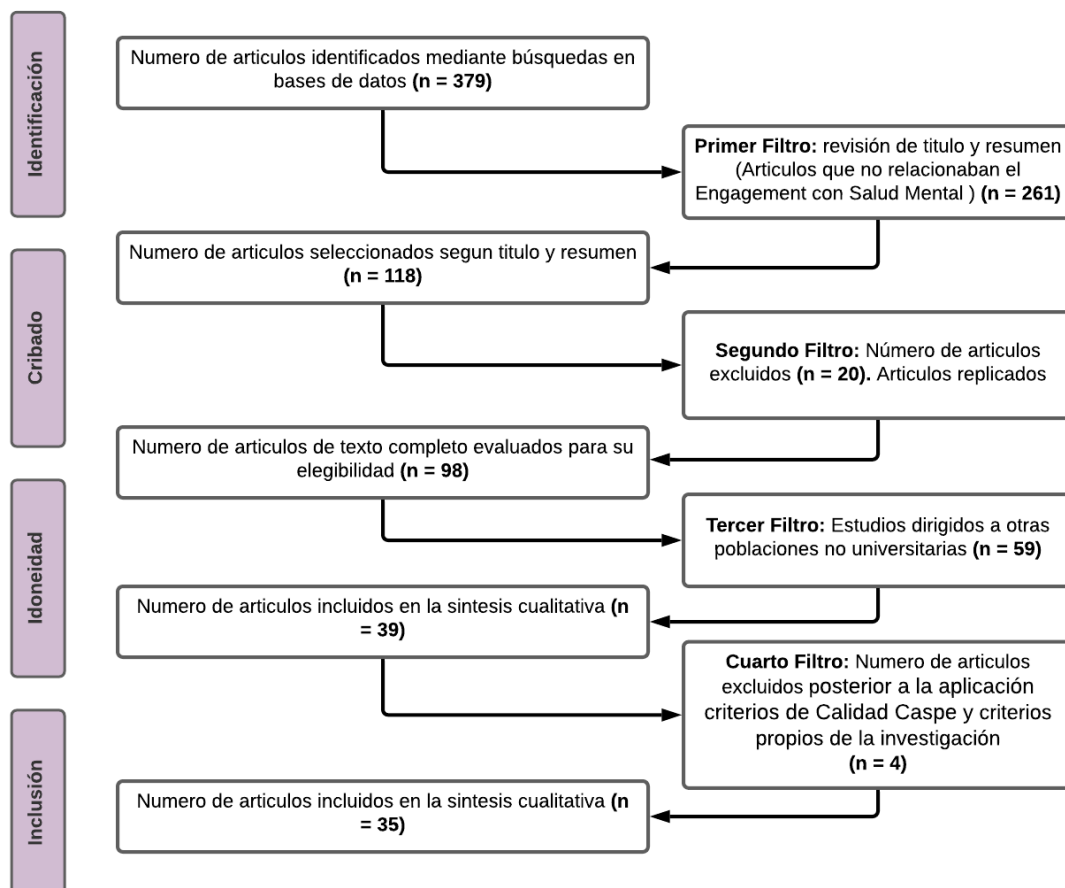 Identificación
Numero de articulos identificados mediante búsquedas en
bases de datos (n = 379)
Primer Filtro: revisión de titulo y resumen
(Articulos que no relacionaban el
Engagement con Salud Mental ) (n = 261)
Numero de articulos seleccionados segun titulo y resumen
(n = 118)
Cribado
Segundo Filtro: Número de articulos
excluidos (n = 20). Articulos replicados
Numero de articulos de texto completo evaluados para su
elegibilidad (n = 98)
Idoneidad
Tercer Filtro: Estudios dirigidos a otras
poblaciones no universitarias (n = 59)
Numero de articulos incluidos en la sintesis cualitativa (n
= 39)
Cuarto Filtro: Numero de articulos
excluidos posterior a la aplicación
criterios de Calidad Caspe y criterios
propios de la investigación
(n = 4)
Inclusión
Numero de articulos incluidos en la sintesis cualitativa (n
= 35)